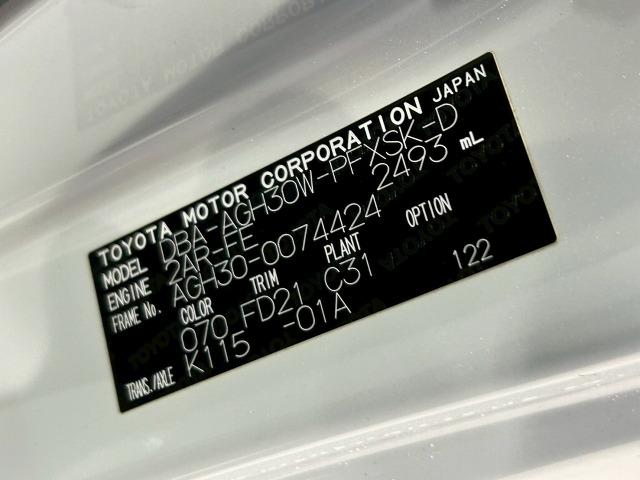 TOYOTA MOTOR CORPORATION JAPAN
MODEL DBA-AGH30W-PFXSK-D
ENGINE 2AR-FE 2493 mL
FRAME No. AGH30-0074424
COLOR TRIM PLANT OPTION
070 FD21 C31 122
TRANS./AXLE K115 -01A